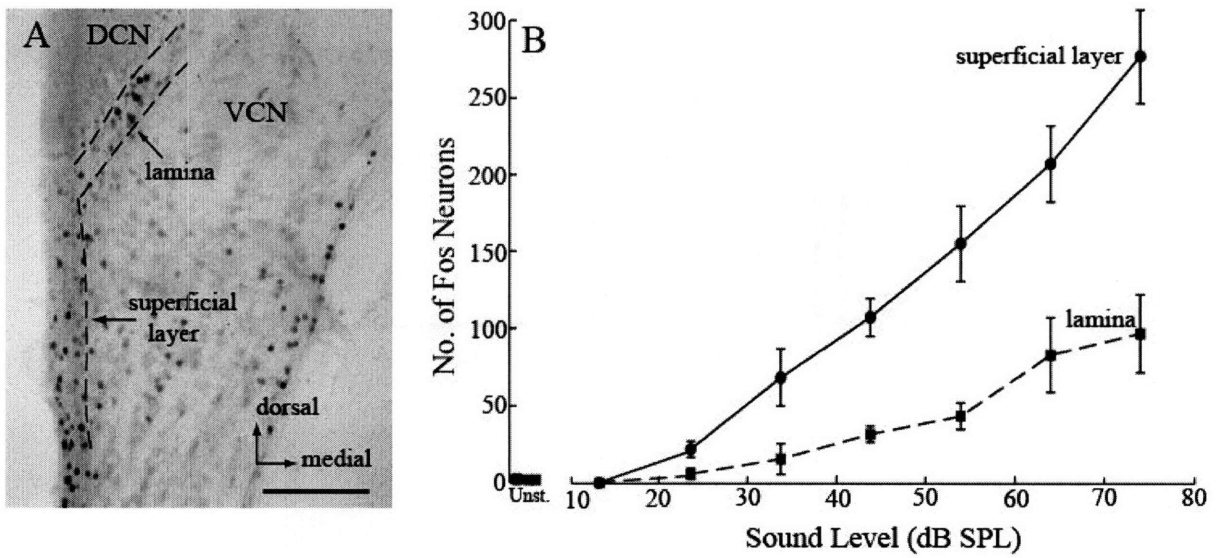 A
DCN
VCN
lamina
superficial
layer
dorsal
medial
B
No. of Fos Neurons
300
250
200
150
100
50
0
superficial layer
lamina
Unst.
10 20 30 40 50 60 70 80
Sound Level (dB SPL)